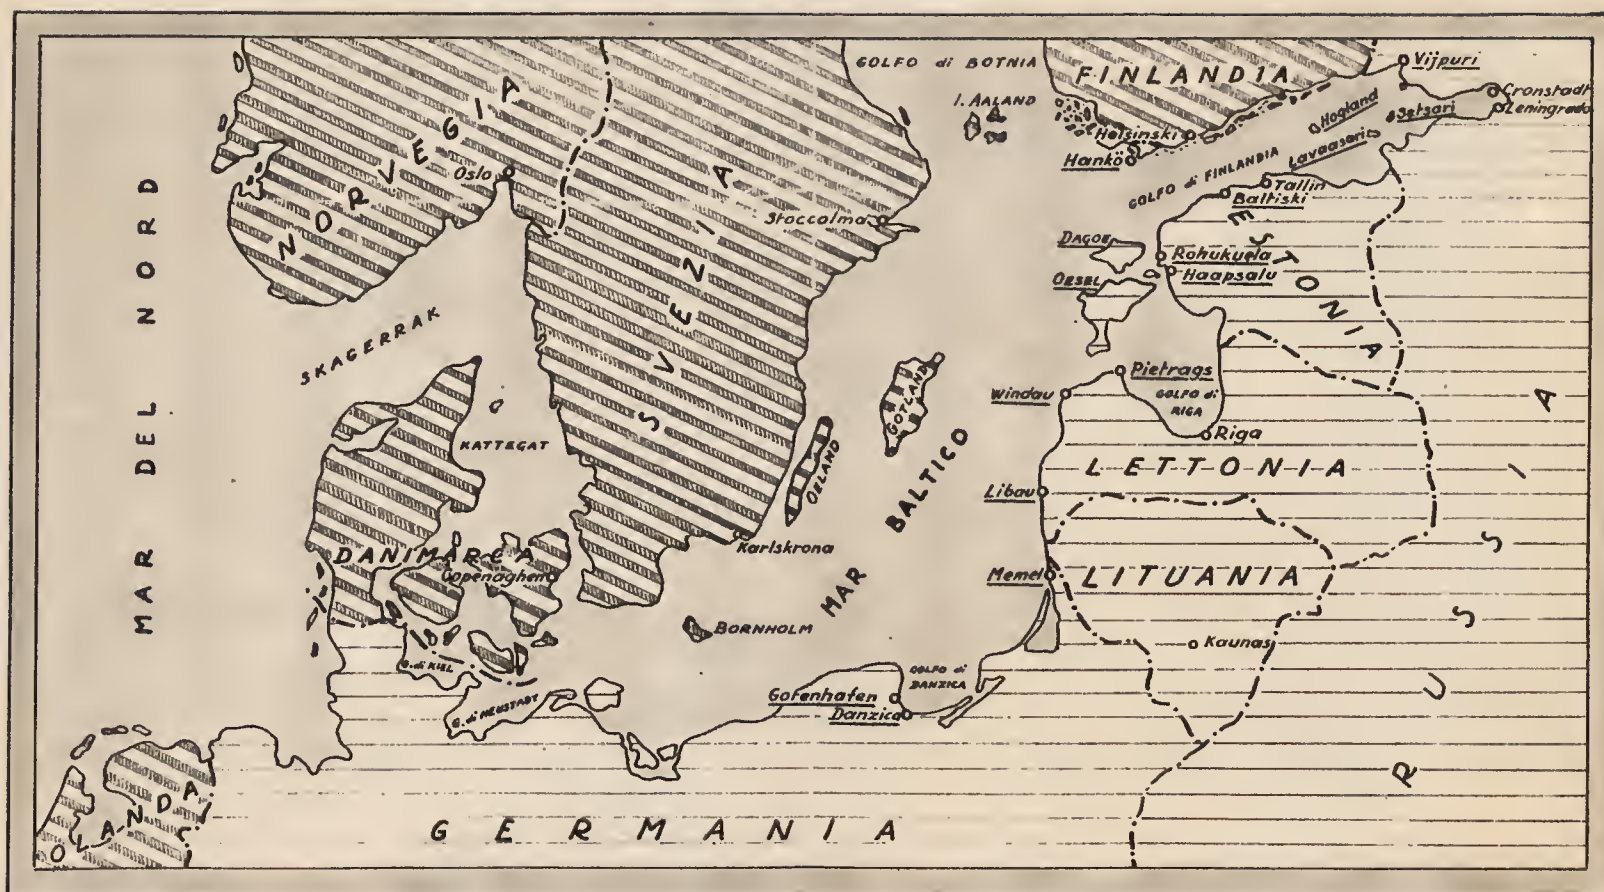 GOLFO di BOTNIA
FINLANDIA
Vijpuri
I. AALAND
Cronstadt
Leningrado
Hogland
Seisari
Helsinski
Lavaasari
Hankö
GOLFO di FINLANDIA
NORVEGIA
Oslo
SVEZIA
Stoccolma
Tallin
Baltiski
ESTONIA
DAGOE
Rohukuela
Haapsalu
OESEL
MAR DEL NORD
SKAGERRAK
KATTEGAT
GOTLAND
OELAND
MAR BALTICO
Pietrags
Windau
GOLFO di
RIGA
Riga
LETTONIA
Libau
RUSSIA
DANIMARCA
Copenaghen
Karlskrona
Memel
LITUANIA
BORNHOLM
Kaunas
G. di KIEL
G. di NEUSTADT
GOLFO di
DANZICA
Gotenhafen
Danzica
OLANDA
GERMANIA